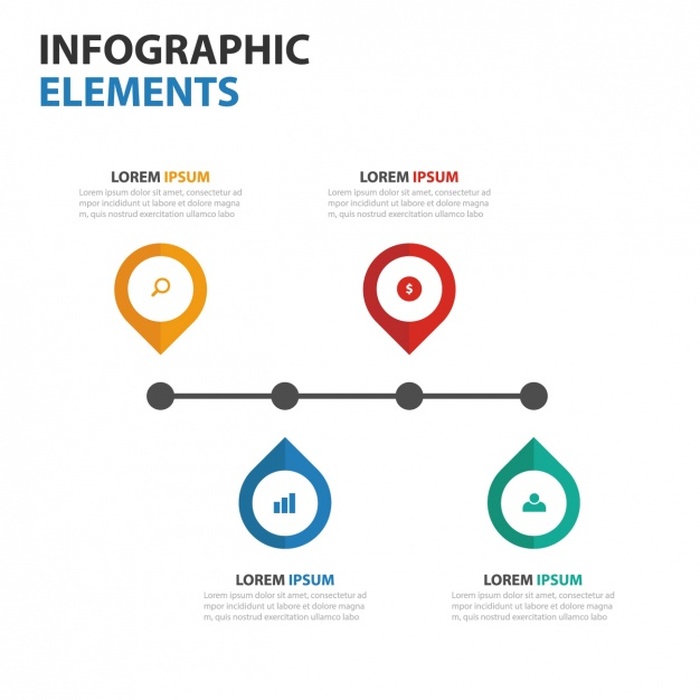 INFOGRAPHIC
ELEMENTS
LOREM IPSUM
Lorem ipsum dolor sit amet, consectetur ad
mpor incididunt ut labore et dolore magna
m, quis nostrud exercitation ullamco labo
LOREM IPSUM
Lorem ipsum dolor sit amet, consectetur ad
mpor incididunt ut labore et dolore magna
m, quis nostrud exercitation ullamco labo
$
LOREM IPSUM
Lorem ipsum dolor sit amet, consectetur ad
incididunt ut labore et dolore magna
m, quis nostrud exercitation ullamco labo
LOREM IPSUM
Lorem ipsum dolor sit amet, consectetur ad
incididunt ut labore et dolore magna
m, quis nostrud exercitation ullamco labo